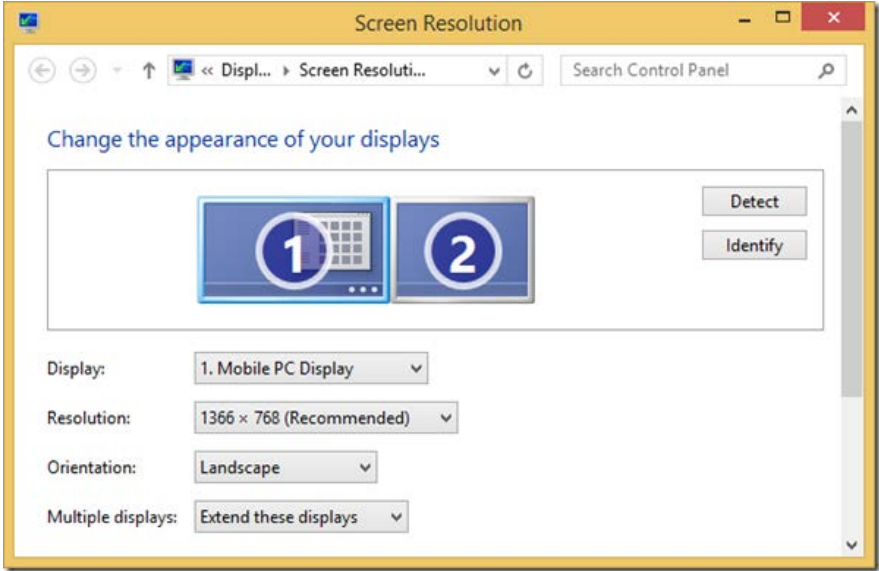 Screen Resolution
« Displ... Screen Resoluti... Search Control Panel
Change the appearance of your displays
1 2
Detect
Identify
Display: 1. Mobile PC Display
Resolution: 1366 × 768 (Recommended)
Orientation: Landscape
Multiple displays: Extend these displays